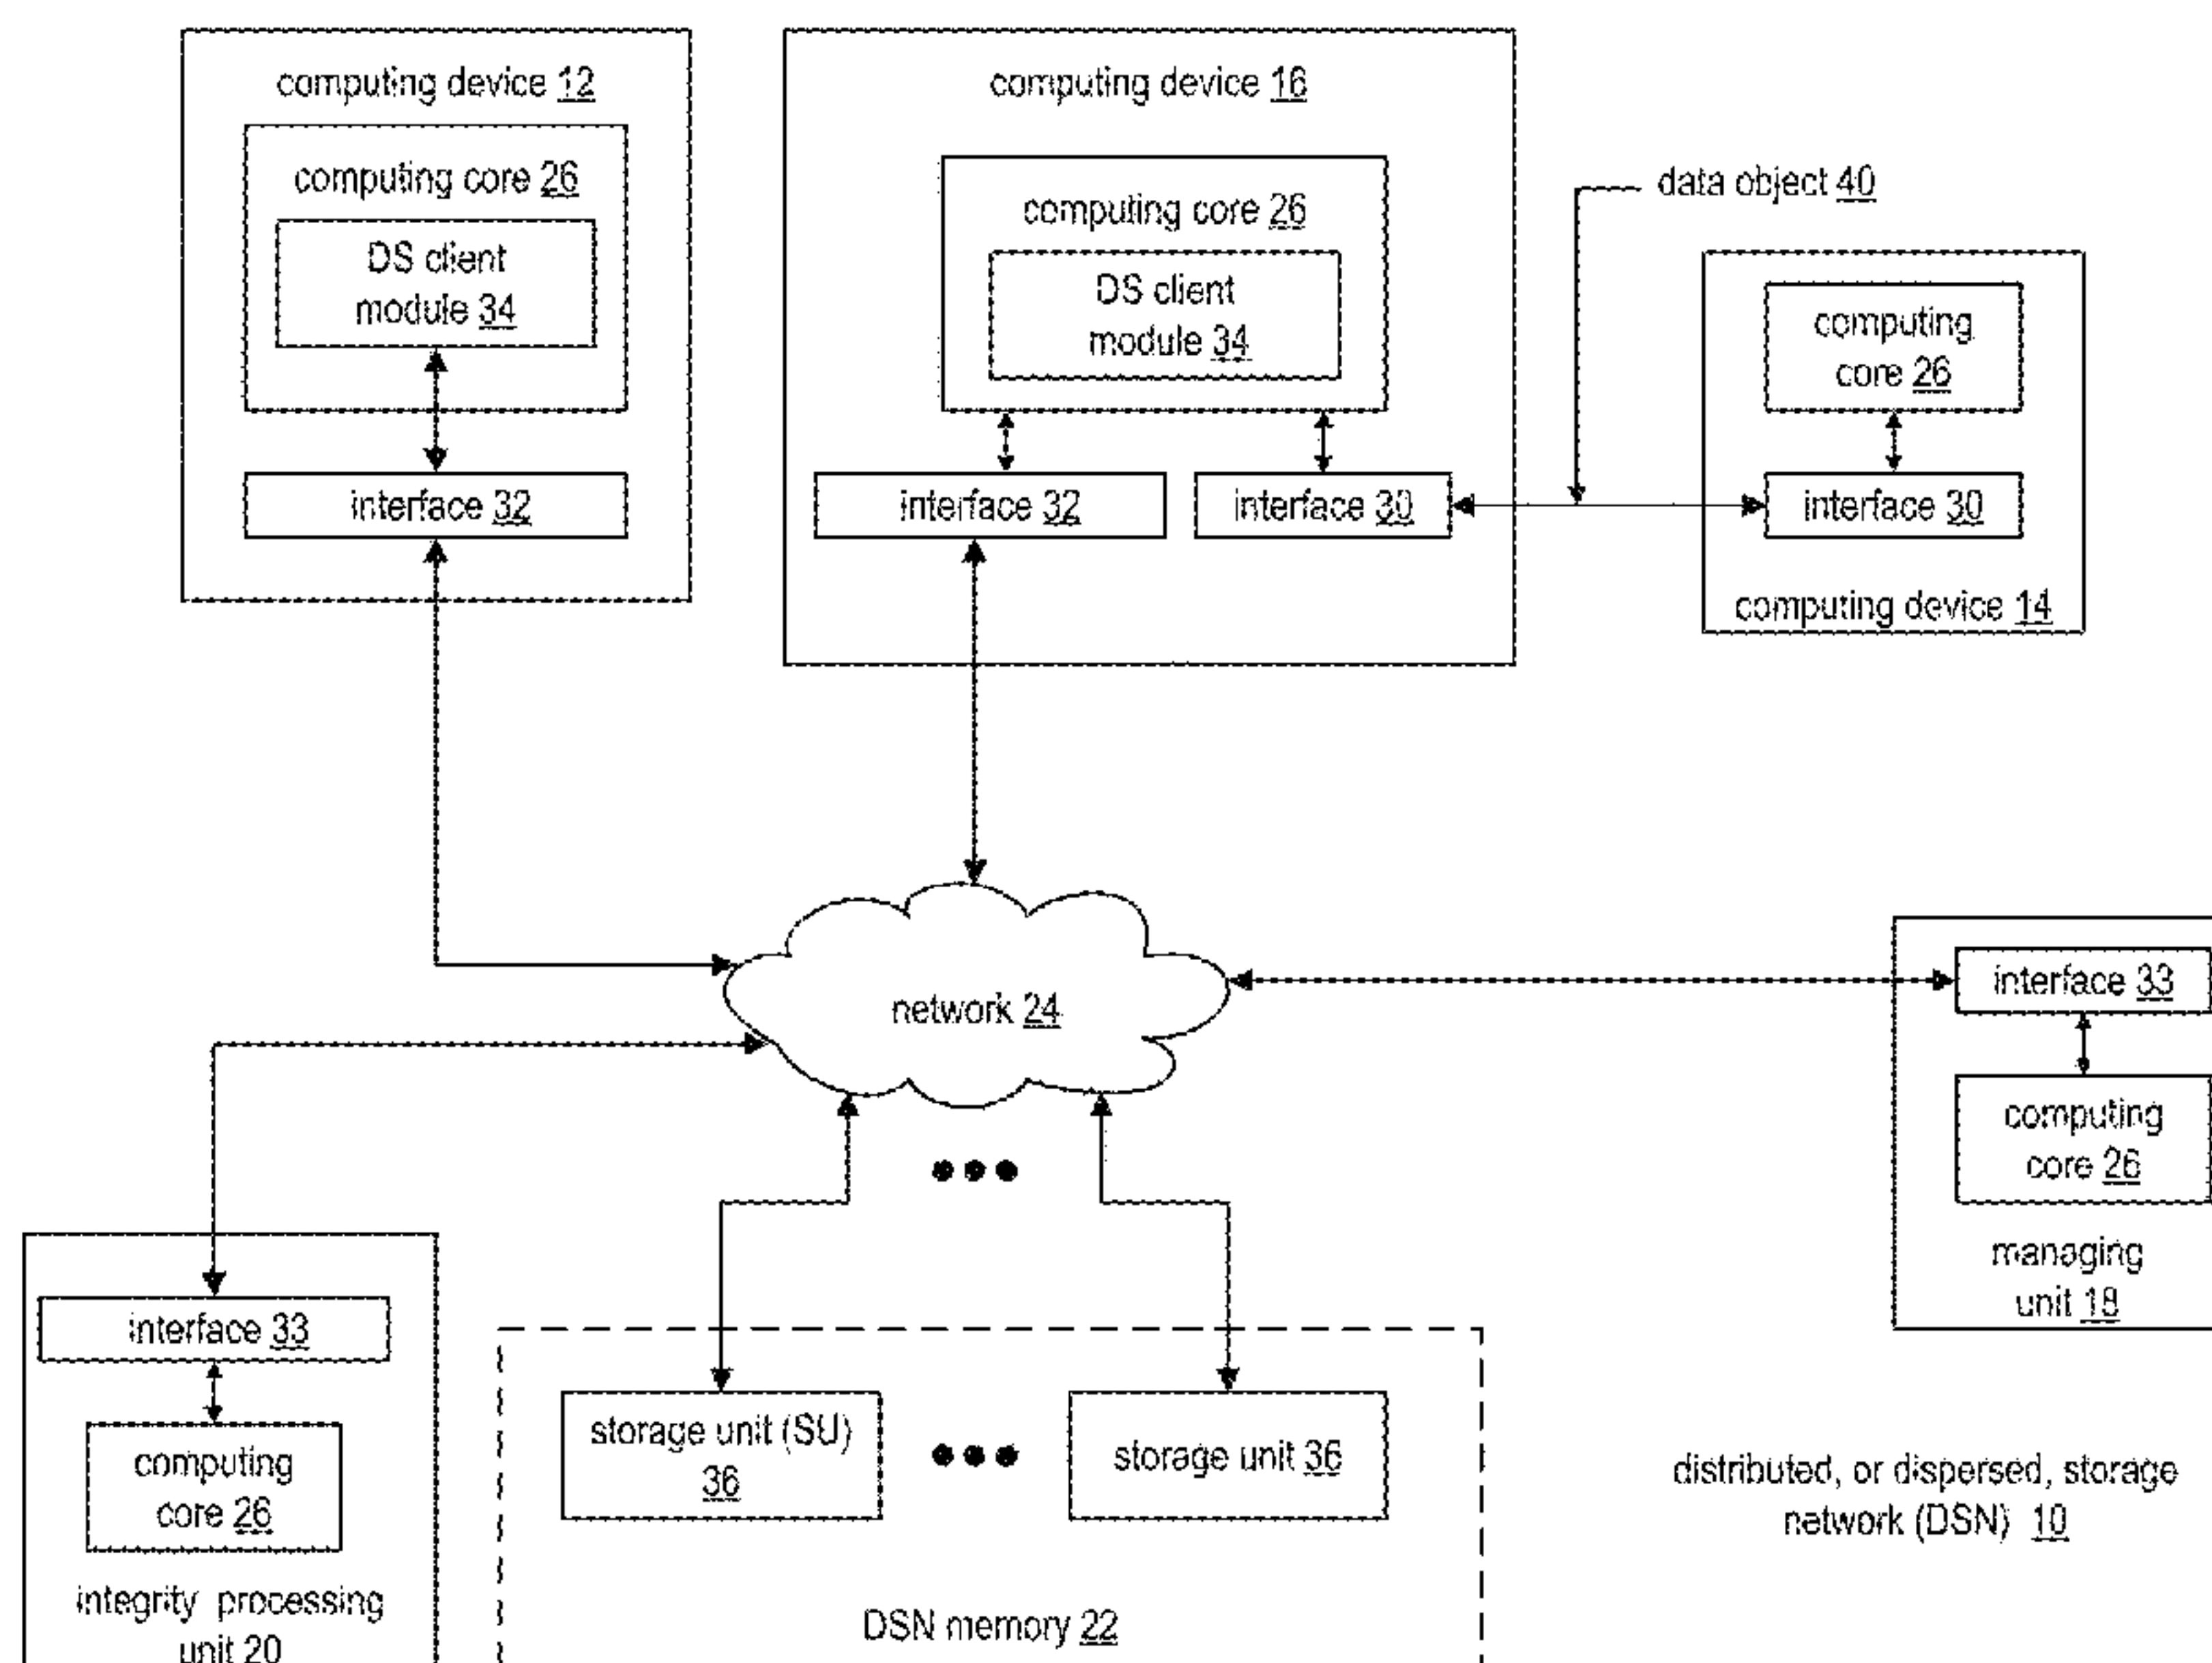 computing device 12
computing core 26
DS client
module 34
interface 32
computing device 16
computing core 26
DS client
module 34
interface 32
interface 30
data object 40
computing
core 26
interface 30
computing device 14
network 24
interface 33
computing
core 26
managing
unit 18
interface 33
computing
core 26
integrity processing
unit 20
storage unit (SU)
36
storage unit 36
DSN memory 22
distributed, or dispersed, storage
network (DSN) 10